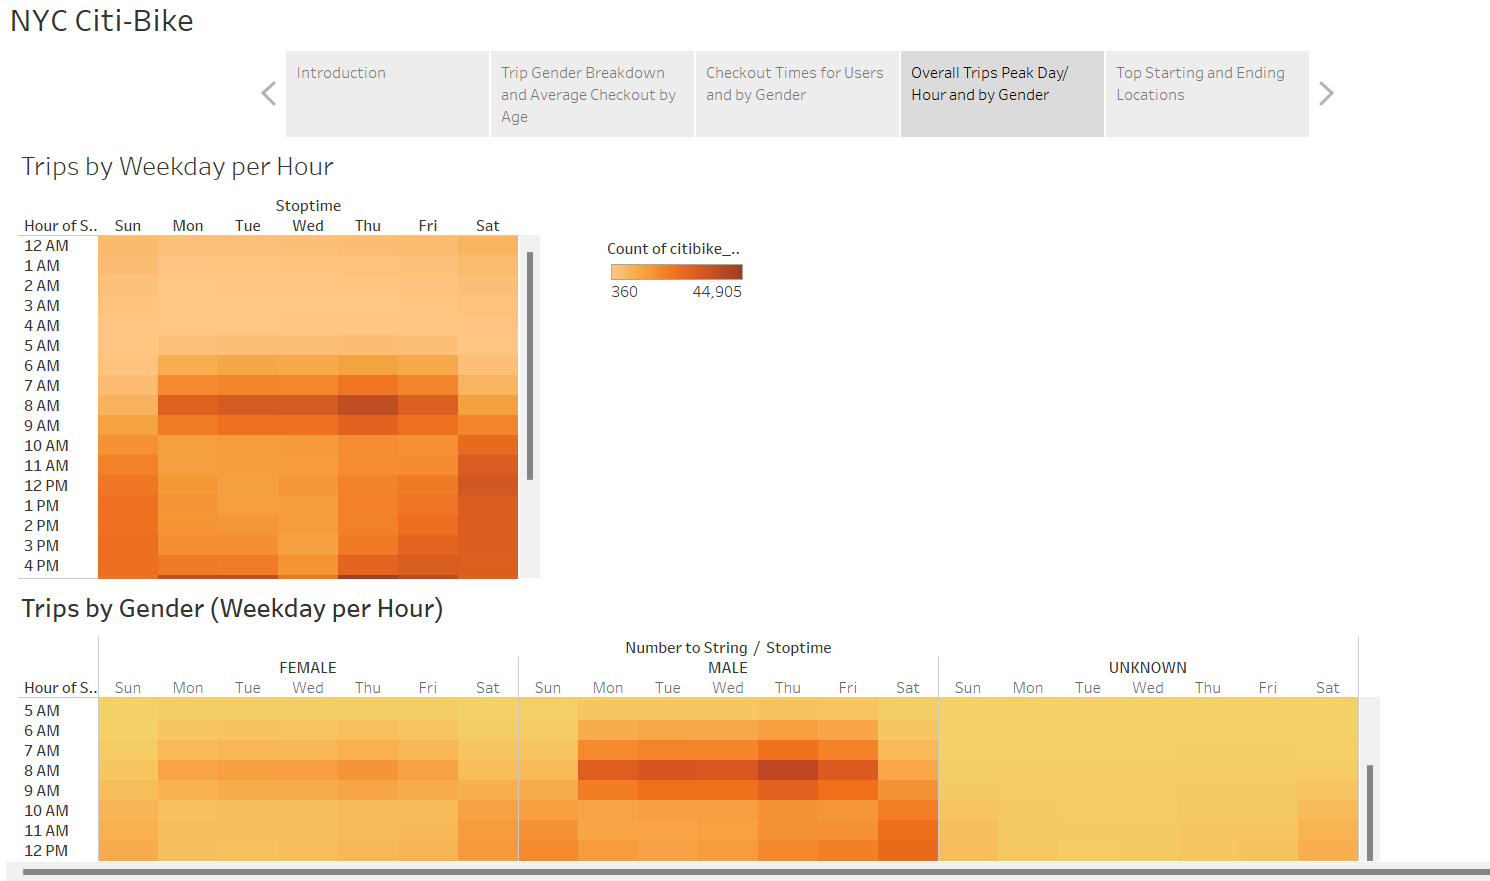 NYC Citi-Bike
Introduction
Trip Gender Breakdown
and Average Checkout by
Age
Checkout Times for Users
and by Gender
Overall Trips Peak Day/
Hour and by Gender
Top Starting and Ending
Locations
Trips by Weekday per Hour
Stoptime
Hour of S.. Sun Mon Tue Wed Thu Fri Sat
12 AM
1 AM
2 AM
3 AM
4 AM
5 AM
6 AM
7 AM
8 AM
9 AM
10 AM
11 AM
12 PM
1 PM
2 PM
3 PM
4 PM
Count of citibike_..
360 44,905
Trips by Gender (Weekday per Hour)
Number to String / Stoptime
FEMALE MALE UNKNOWN
Hour of S.. Sun Mon Tue Wed Thu Fri Sat Sun Mon Tue Wed Thu Fri Sat Sun Mon Tue Wed Thu Fri Sat
5 AM
6 AM
7 AM
8 AM
9 AM
10 AM
11 AM
12 PM